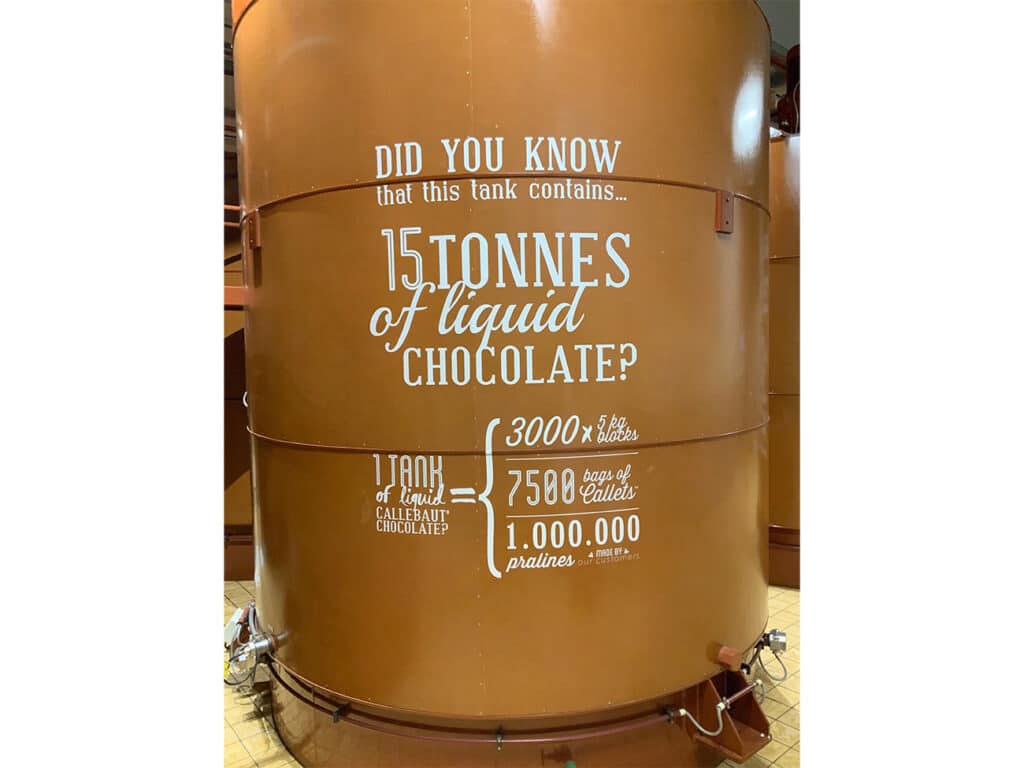 DID YOU KNOW
that this tank contains...
15 TONNES
of liquid
CHOCOLATE?
1 TANK
of liquid
CALLEBAUT®
CHOCOLATE?
=
3000 x 5 kg
blocks
7500 bags of
Callets™
1.000.000
pralines MADE BY
our customers